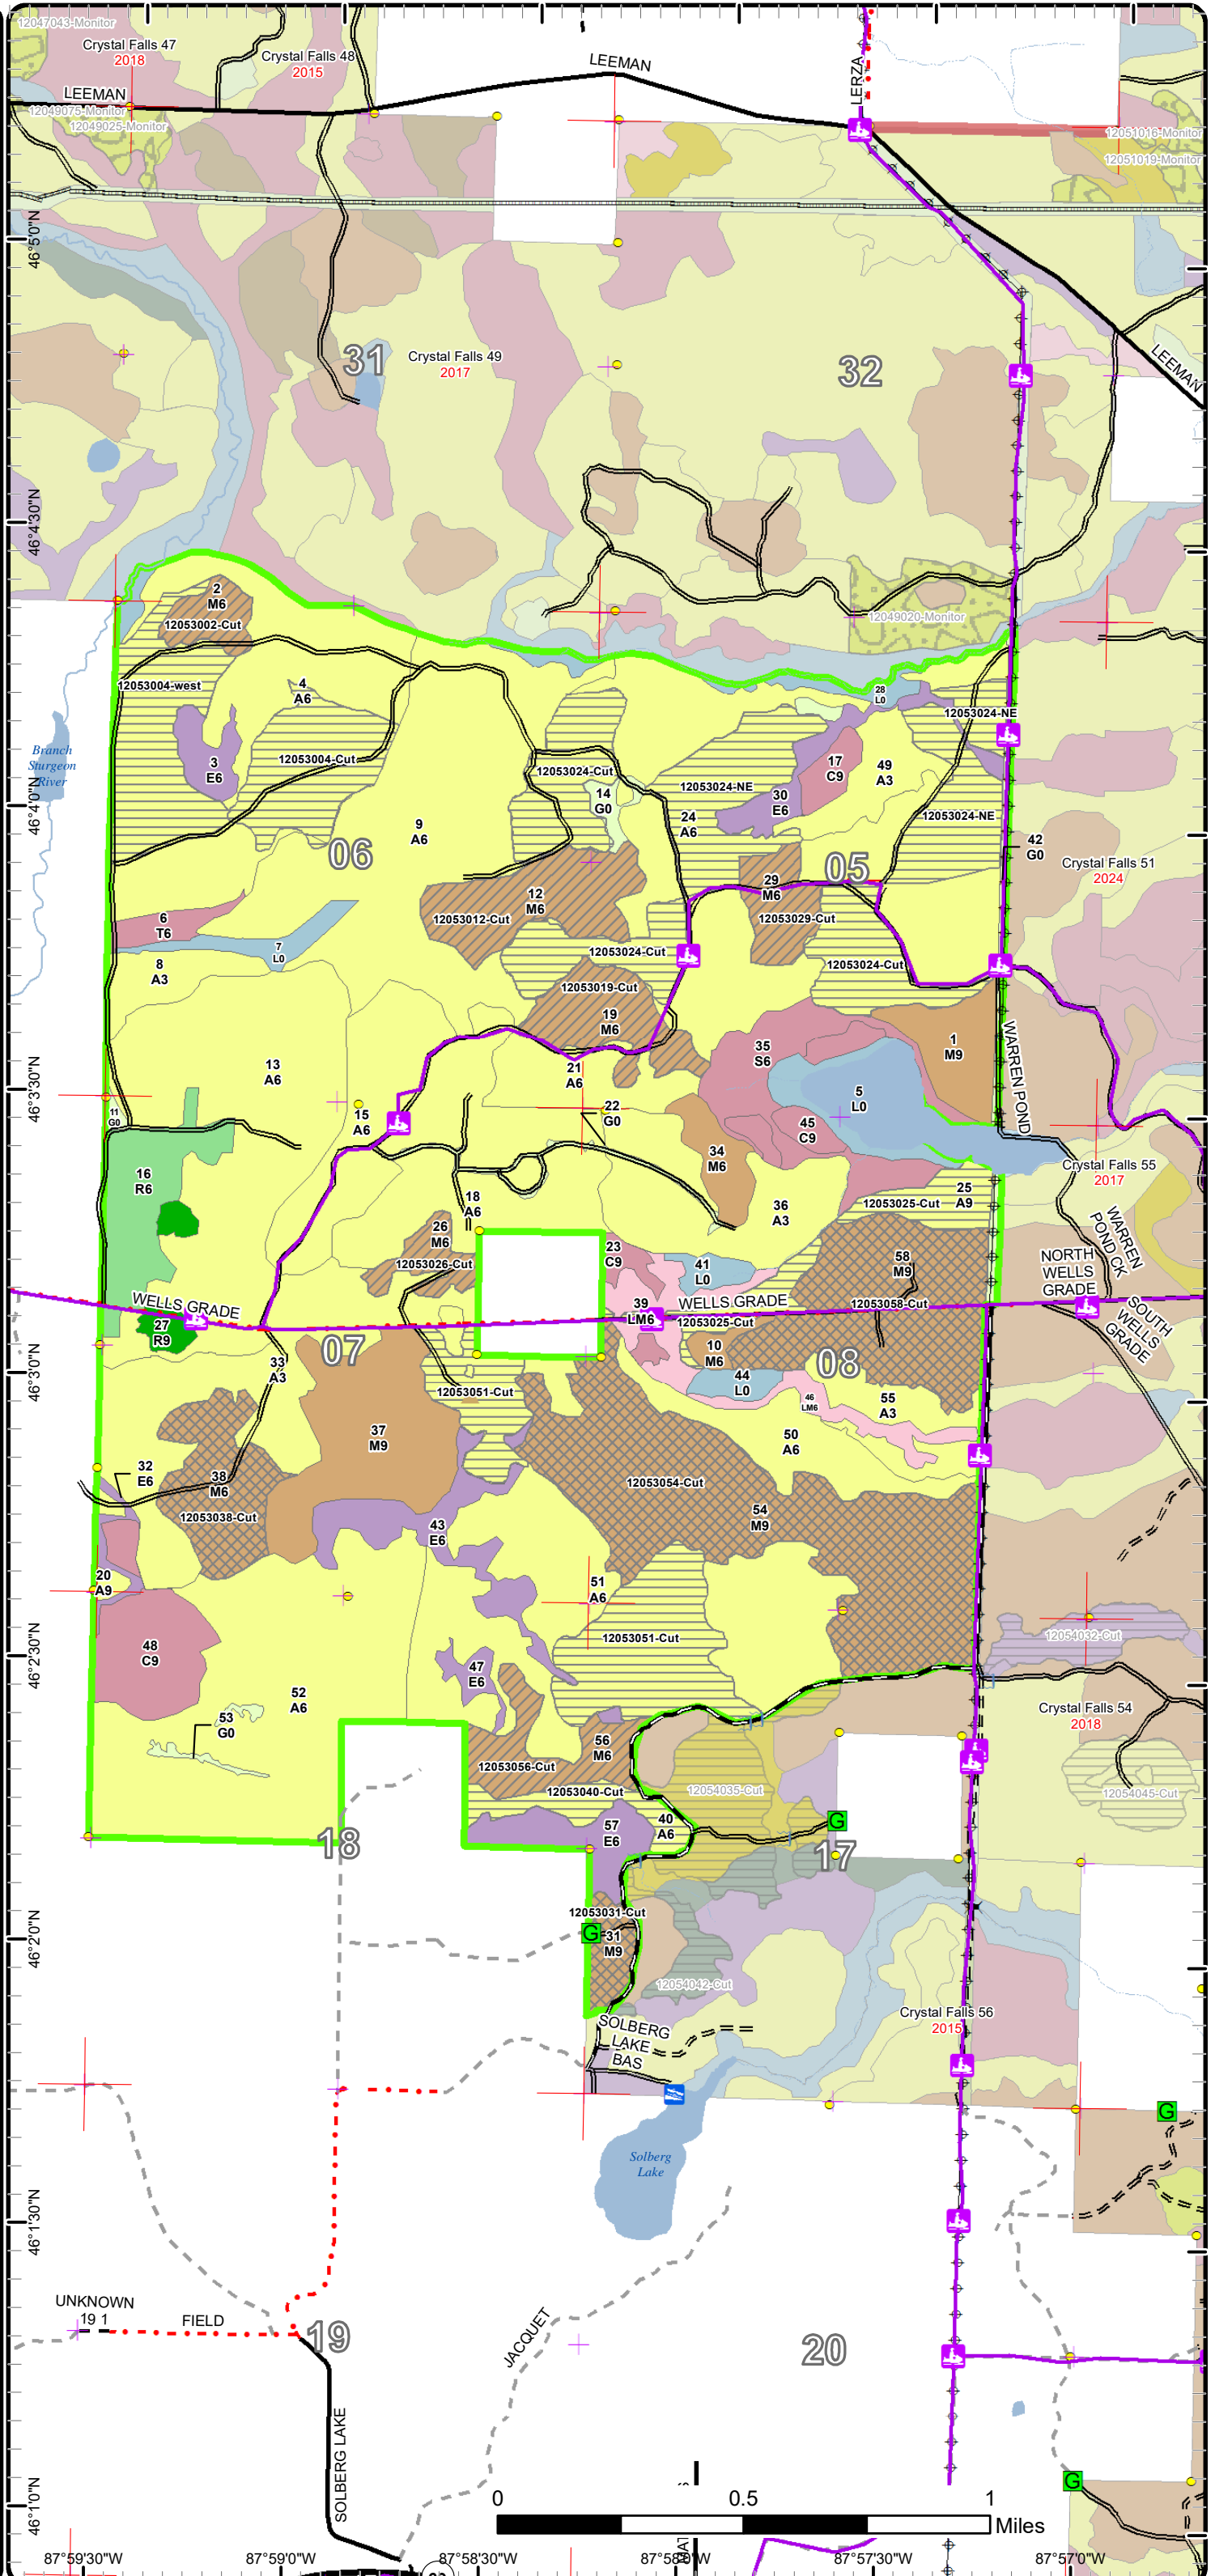 12047043-Monitor
Crystal Falls 47
2018
Crystal Falls 48
2015
LEEMAN
LERZA
LEEMAN
12049075-Monitor
12049025-Monitor
12051016-Monitor
12051019-Monitor
46°5'0"N
31
Crystal Falls 49
2017
32
LEEMAN
46°4'30"N
2
M6
12053002-Cut
12049020-Monitor
12053004-west
4
A6
28
L0
12053024-NE
Branch
Sturgeon
River
3
E6
12053004-Cut
12053024-Cut
17
C9
49
A3
46°4'0"N
14
G0
12053024-NE
30
E6
24
A6
12053024-NE
9
A6
06
05
42
G0
Crystal Falls 51
2024
29
M6
12
M6
12053012-Cut
12053029-Cut
6
T6
7
L0
8
A3
12053024-Cut
12053024-Cut
12053019-Cut
19
M6
35
S6
1
M9
WARREN POND
46°3'30"N
13
A6
21
A6
5
L0
11
G0
15
A6
22
G0
45
C9
34
M6
16
R6
Crystal Falls 55
2017
18
A6
36
A3
12053025-Cut
25
A9
26
M6
12053026-Cut
23
C9
41
L0
58
M9
WARREN
POND CK
NORTH
WELLS
GRADE
WELLS GRADE
39
LM6
WELLS GRADE
12053058-Cut
12053025-Cut
SOUTH
WELLS
GRADE
27
R9
07
10
M6
08
46°3'0"N
33
A3
12053051-Cut
44
L0
46
LM6
55
A3
37
M9
50
A6
32
E6
38
M6
12053038-Cut
12053054-Cut
54
M9
43
E6
20
A9
51
A6
46°2'30"N
48
C9
12053051-Cut
12054032-Cut
47
E6
52
A6
53
G0
Crystal Falls 54
2018
56
M6
12053056-Cut
12053040-Cut
12054035-Cut
12054045-Cut
57
E6
40
A6
G
18
17
46°2'0"N
12053031-Cut
G
31
M9
12054042-Cut
Crystal Falls 56
2015
SOLBERG
LAKE
BAS
G
Solberg
Lake
46°1'30"N
UNKNOWN
19 1
FIELD
19
JACQUET
20
SOLBERG LAKE
G
46°1'0"N
0
0.5
1
Miles
87°59'30"W
87°59'0"W
87°58'30"W
87°58'0"W
87°57'30"W
87°57'0"W